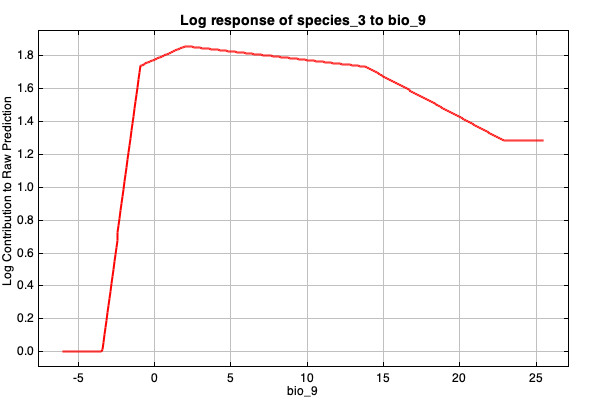 Log response of species_3 to bio_9
Log Contribution to Raw Prediction
1.8
1.6
1.4
1.2
1.0
0.8
0.6
0.4
0.2
0.0
-5 0 5 10 15 20 25
bio_9